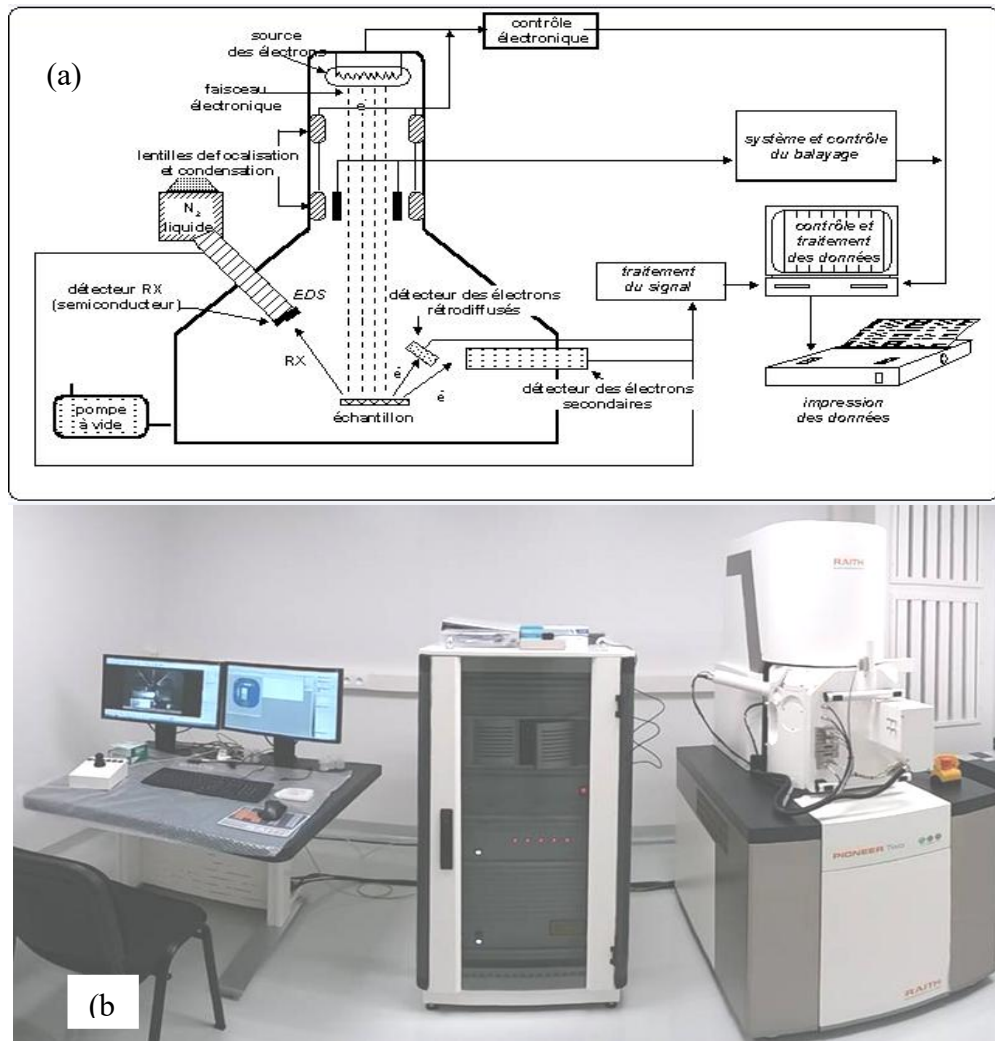 (a)
source
des électrons
contrôle
électronique
faisceau
électronique
e
lentilles de focalisation
et condensation
système et contrôle
du balayage
N2
liquide
contrôle et
traitement
des données
détecteur RX
(semiconducteur)
EDS
détecteur des électrons
rétrodiffusés
traitement
du signal
RX
é
é
détecteur des électrons
secondaires
échantillon
pompe
à vide
impression
des données
RAITH
PIONEER Two
RAITH
(b